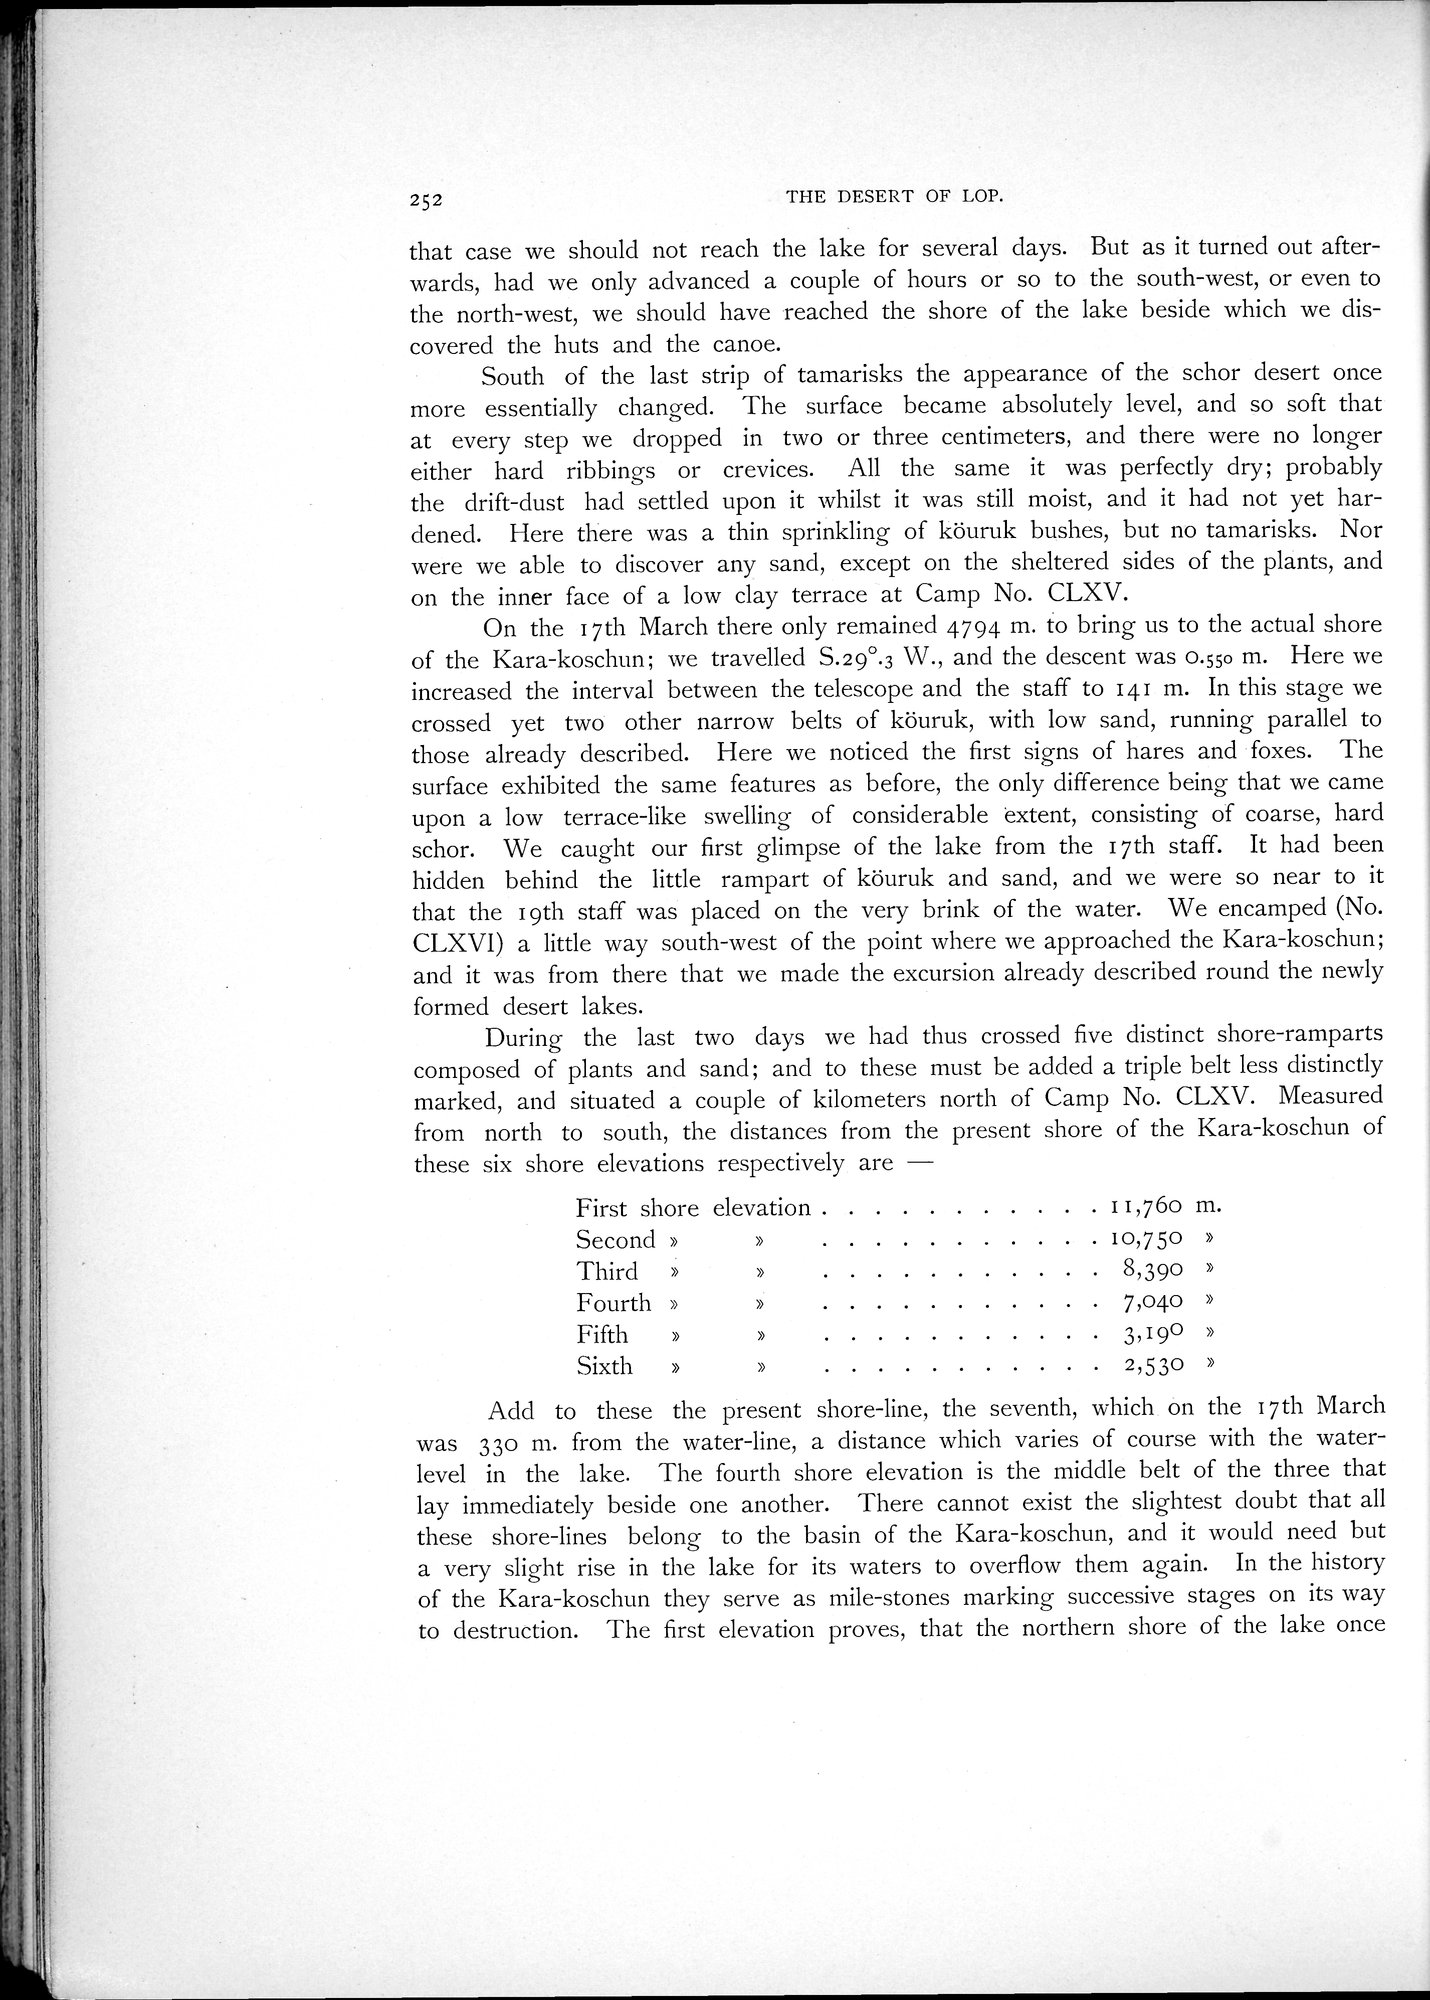 252
THE DESERT OF LOP.
that case we should not reach the lake for several days. But as it turned out after-
wards, had we only advanced a couple of hours or so to the south-west, or even to
the north-west, we should have reached the shore of the lake beside which we dis-
covered the huts and the canoe.
South of the last strip of tamarisks the appearance of the schor desert once
more essentially changed. The surface became absolutely level, and so soft that
at every step we dropped in two or three centimeters, and there were no longer
either hard ribbings or crevices. All the same it was perfectly dry; probably
the drift-dust had settled upon it whilst it was still moist, and it had not yet har-
dened. Here there was a thin sprinkling of köuruk bushes, but no tamarisks. Nor
were we able to discover any sand, except on the sheltered sides of the plants, and
on the inner face of a low clay terrace at Camp No. CLXV.
On the 17th March there only remained 4794 m. to bring us to the actual shore
of the Kara-koschun; we travelled S.29°.3 W., and the descent was 0.550 m. Here we
increased the interval between the telescope and the staff to 141 m. In this stage we
crossed yet two other narrow belts of köuruk, with low sand, running parallel to
those already described. Here we noticed the first signs of hares and foxes. The
surface exhibited the same features as before, the only difference being that we came
upon a low terrace-like swelling of considerable extent, consisting of coarse, hard
schor. We caught our first glimpse of the lake from the 17th staff. It had been
hidden behind the little rampart of köuruk and sand, and we were so near to it
that the 19th staff was placed on the very brink of the water. We encamped (No.
CLXVI) a little way south-west of the point where we approached the Kara-koschun;
and it was from there that we made the excursion already described round the newly
formed desert lakes.
During the last two days we had thus crossed five distinct shore-ramparts
composed of plants and sand; and to these must be added a triple belt less distinctly
marked, and situated a couple of kilometers north of Camp No. CLXV. Measured
from north to south, the distances from the present shore of the Kara-koschun of
these six shore elevations respectively are —
First shore elevation . . . . . . . . . . . 11,760 m.
Second » » . . . . . . . . . . . 10,750 »
Third » » . . . . . . . . . . . 8,390 »
Fourth » » . . . . . . . . . . . 7,040 »
Fifth » » . . . . . . . . . . . 3,190 »
Sixth » » . . . . . . . . . . . 2,530 »
Add to these the present shore-line, the seventh, which on the 17th March
was 330 m. from the water-line, a distance which varies of course with the water-
level in the lake. The fourth shore elevation is the middle belt of the three that
lay immediately beside one another. There cannot exist the slightest doubt that all
these shore-lines belong to the basin of the Kara-koschun, and it would need but
a very slight rise in the lake for its waters to overflow them again. In the history
of the Kara-koschun they serve as mile-stones marking successive stages on its way
to destruction. The first elevation proves, that the northern shore of the lake once